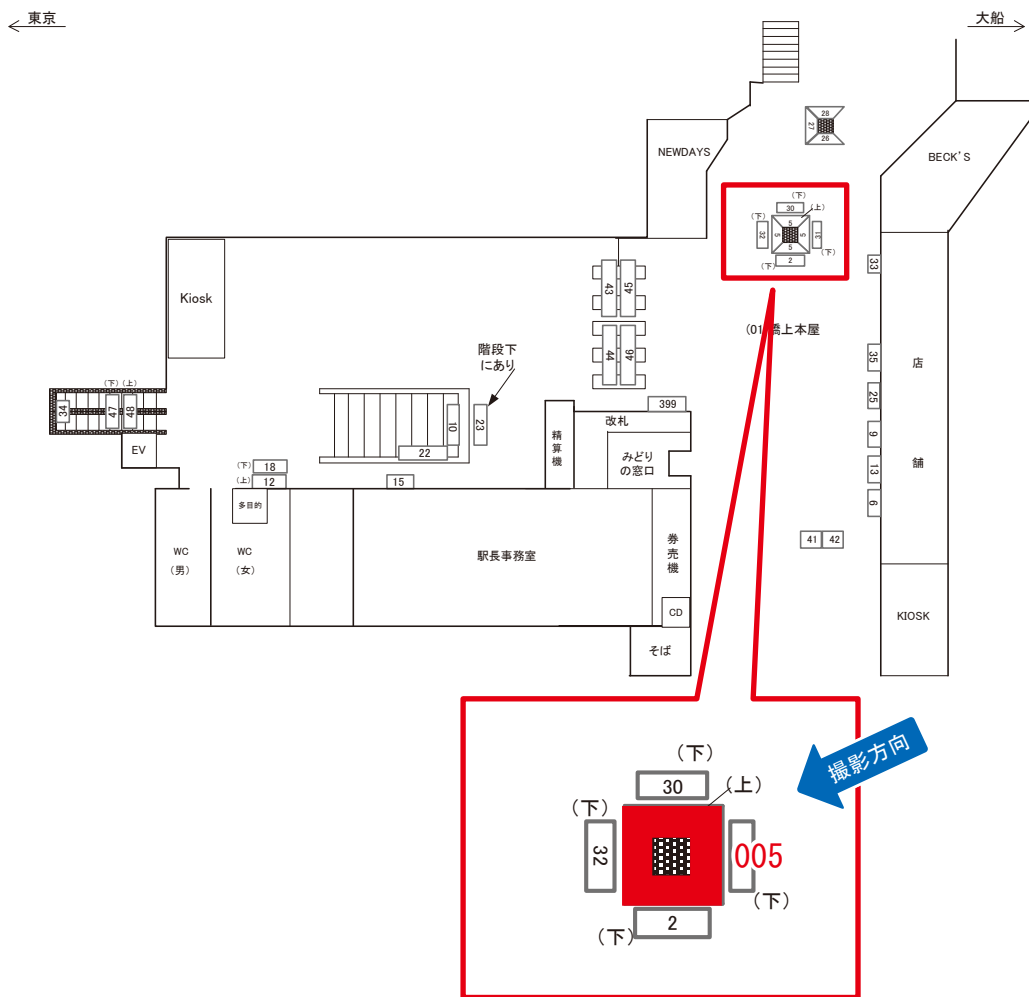 東京
大船
NEWDAYS
28
27
26
BECK'S
(下)
30
(上)
(下)
32
5
5
5
5
31
(下)
2
(下)
33
Kiosk
43
45
(01)橋上本屋
44
46
階段下
にあり
35
店
25
舗
9
13
6
(下)(上)
34
47
48
EV
10
23
22
399
改札
精算機
みどり
の窓口
(下)
18
(上)
12
15
多目的
WC
(男)
WC
(女)
駅長事務室
券売機
CD
そば
41
42
KIOSK
撮影方向
(下)
30
(上)
(下)
32
005
(下)
2
(下)